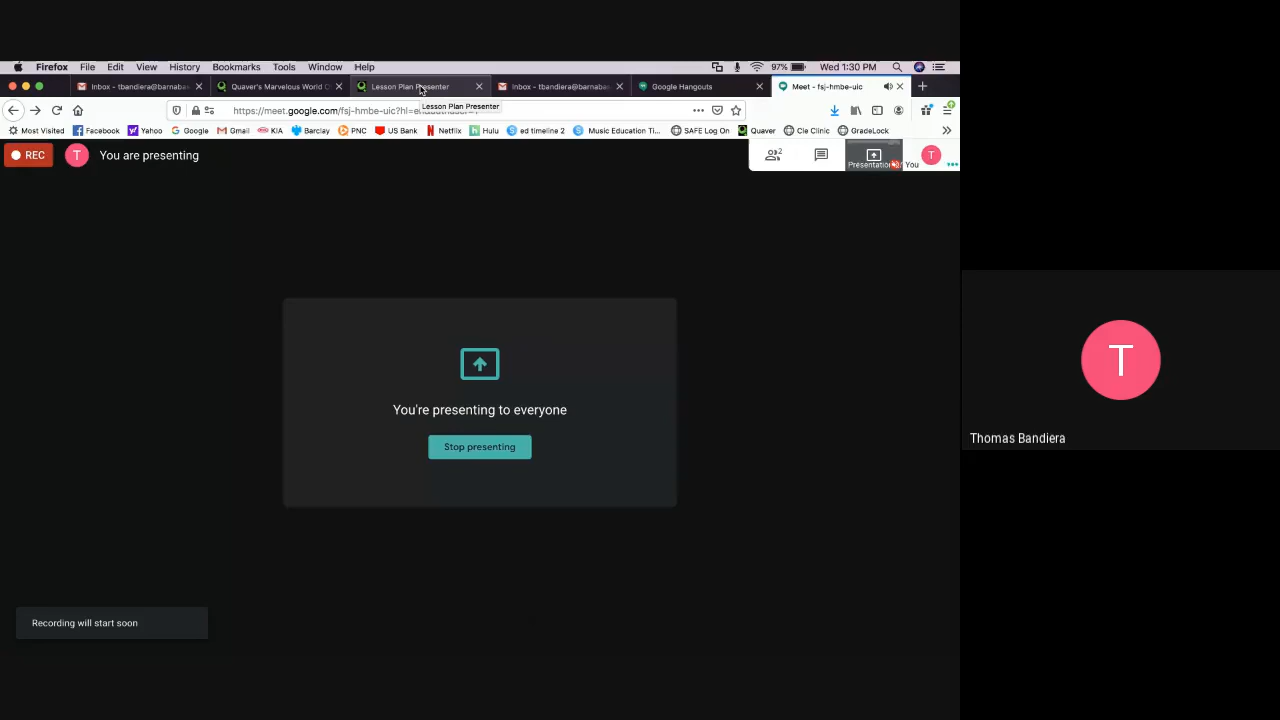 Firefox File Edit View History Bookmarks Tools Window Help 97% Wed 1:30 PM
Inbox - tbandiera@barnabas Quaver's Marvelous World O Lesson Plan Presenter Inbox - tbandiera@barnabas Google Hangouts Meet - fsj-hmbe-uic
https://meet.google.com/fsj-hmbe-uic?hl=en
Lesson Plan Presenter
Most Visited Facebook Yahoo Google Gmail KIA Barclay PNC US Bank Netflix Hulu ed timeline 2 Music Education Ti... SAFE Log On Quaver Cie Clinic GradeLock
REC T You are presenting 2 T
Presentation You
You're presenting to everyone
Stop presenting
T
Thomas Bandiera
Recording will start soon